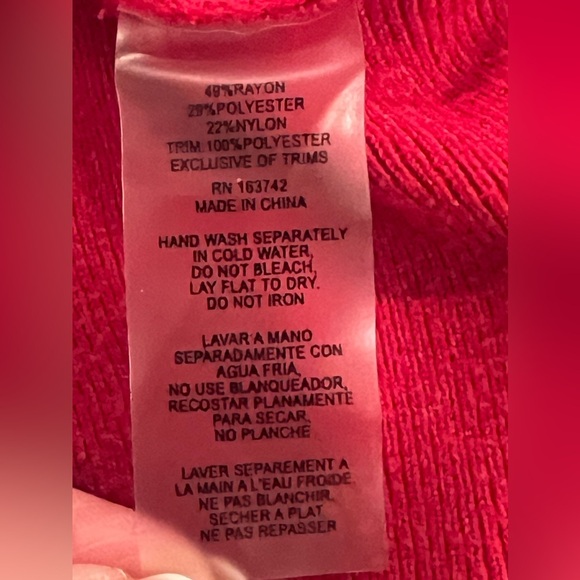 49%RAYON
29%POLYESTER
22%NYLON
TRIM:100%POLYESTER
EXCLUSIVE OF TRIMS
RN 163742
MADE IN CHINA
HAND WASH SEPARATELY
IN COLD WATER,
DO NOT BLEACH,
LAY FLAT TO DRY.
DO NOT IRON
LAVAR A MANO
SEPARADAMENTE CON
AGUA FRIA,
NO USE BLANQUEADOR,
RECOSTAR PLANAMENTE
PARA SECAR,
NO PLANCHE
LAVER SEPAREMENT A
LA MAIN A L'EAU FROIDE.
NE PAS BLANCHIR,
SECHER A PLAT
NE PAS REPASSER